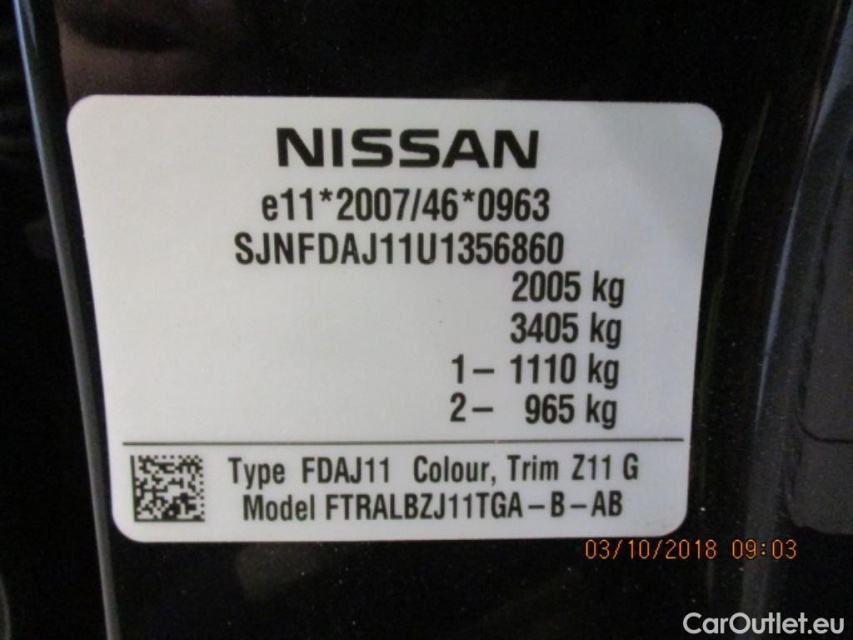 NISSAN
e11*2007/46*0963
SJNFDAJ11U1356860
2005 kg
3405 kg
1- 1110 kg
2- 965 kg
Type FDAJ11 Colour, Trim Z11 G
Model FTRALBZJ11TGA-B-AB
03/10/2018 09:03
CarOutlet.eu